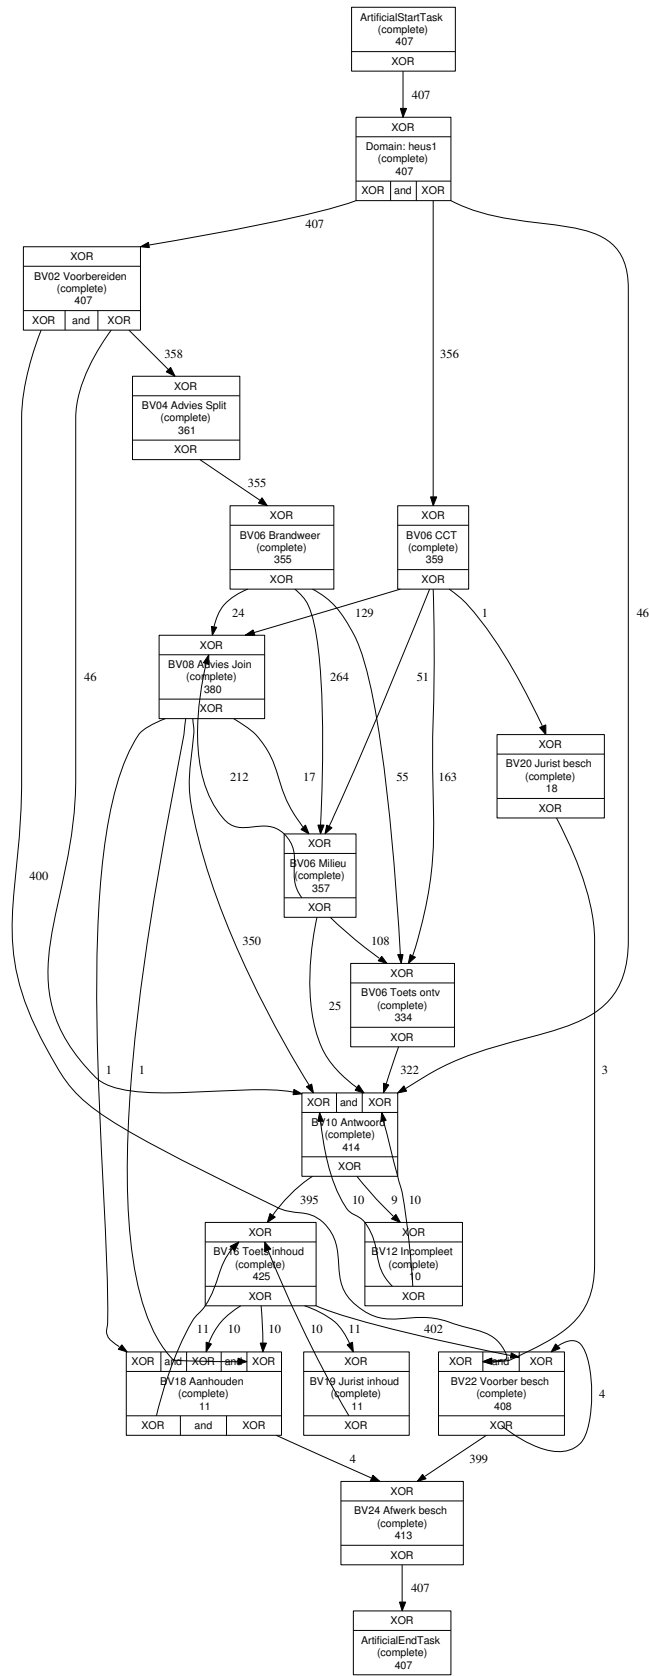 ArtificialStartTask
(complete)
407
XOR
407
XOR
Domain: heus1
(complete)
407
XOR and XOR
407
XOR
BV02 Voorbereiden
(complete)
407
XOR and XOR
358
356
XOR
BV04 Advies Split
(complete)
361
XOR
355
XOR
BV06 Brandweer
(complete)
355
XOR
XOR
BV06 CCT
(complete)
359
XOR
24
129
1
46
XOR
BV08 Advies Join
(complete)
380
XOR
46
264
51
XOR
BV20 Jurist besch
(complete)
18
XOR
212
17
55
163
XOR
BV06 Milieu
(complete)
357
XOR
400
350
108
XOR
BV06 Toets ontv
(complete)
334
XOR
25
322
1
1
3
XOR and XOR
BV10 Antwoord
(complete)
414
XOR
395
10
9
10
XOR
BV16 Toets inhoud
(complete)
425
XOR
XOR
BV12 Incompleet
(complete)
10
XOR
11
10
10
10
11
402
XOR and XOR and XOR
BV18 Aanhouden
(complete)
11
XOR and XOR
XOR
BV19 Jurist inhoud
(complete)
11
XOR
XOR and XOR
BV22 Voorber besch
(complete)
408
XOR
4
4
399
XOR
BV24 Afwerk besch
(complete)
413
XOR
407
XOR
ArtificialEndTask
(complete)
407